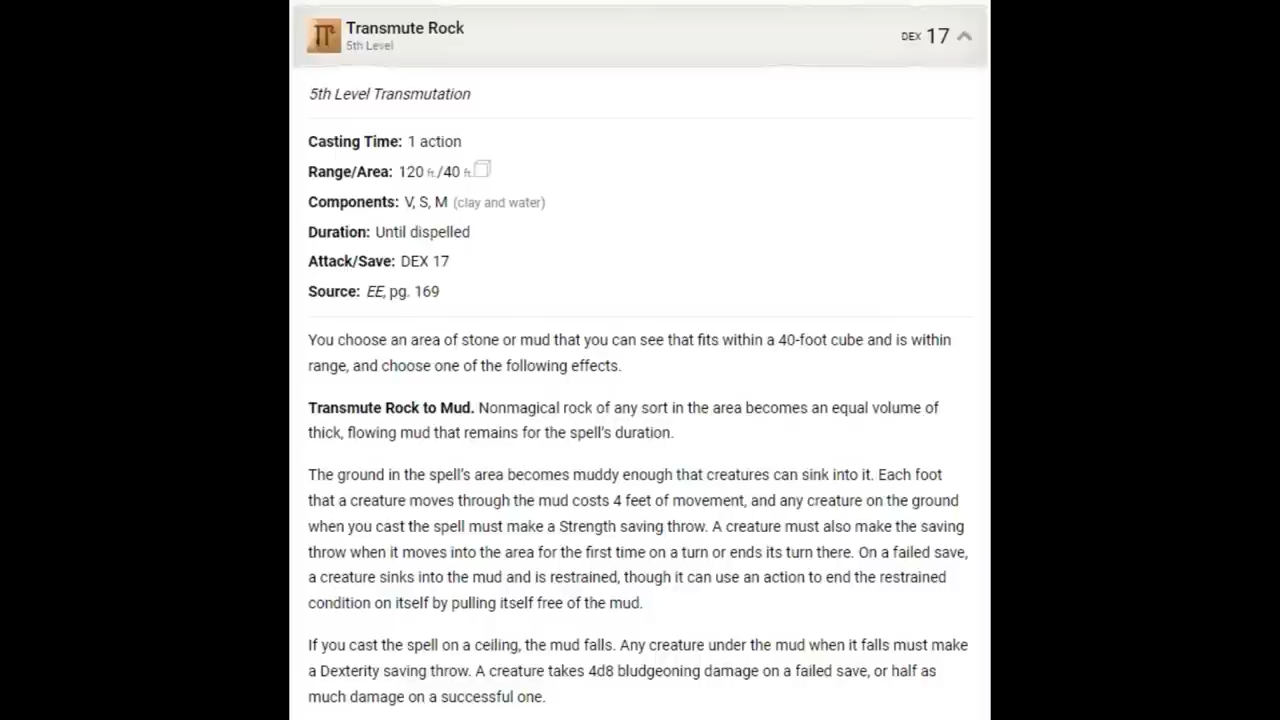 Transmute Rock
5th Level
DEX 17
5th Level Transmutation
Casting Time: 1 action
Range/Area: 120 ft./40 ft.
Components: V, S, M (clay and water)
Duration: Until dispelled
Attack/Save: DEX 17
Source: EE, pg. 169
You choose an area of stone or mud that you can see that fits within a 40-foot cube and is within
range, and choose one of the following effects.
Transmute Rock to Mud. Nonmagical rock of any sort in the area becomes an equal volume of
thick, flowing mud that remains for the spell's duration.
The ground in the spell's area becomes muddy enough that creatures can sink into it. Each foot
that a creature moves through the mud costs 4 feet of movement, and any creature on the ground
when you cast the spell must make a Strength saving throw. A creature must also make the saving
throw when it moves into the area for the first time on a turn or ends its turn there. On a failed save,
a creature sinks into the mud and is restrained, though it can use an action to end the restrained
condition on itself by pulling itself free of the mud.
If you cast the spell on a ceiling, the mud falls. Any creature under the mud when it falls must make
a Dexterity saving throw. A creature takes 4d8 bludgeoning damage on a failed save, or half as
much damage on a successful one.